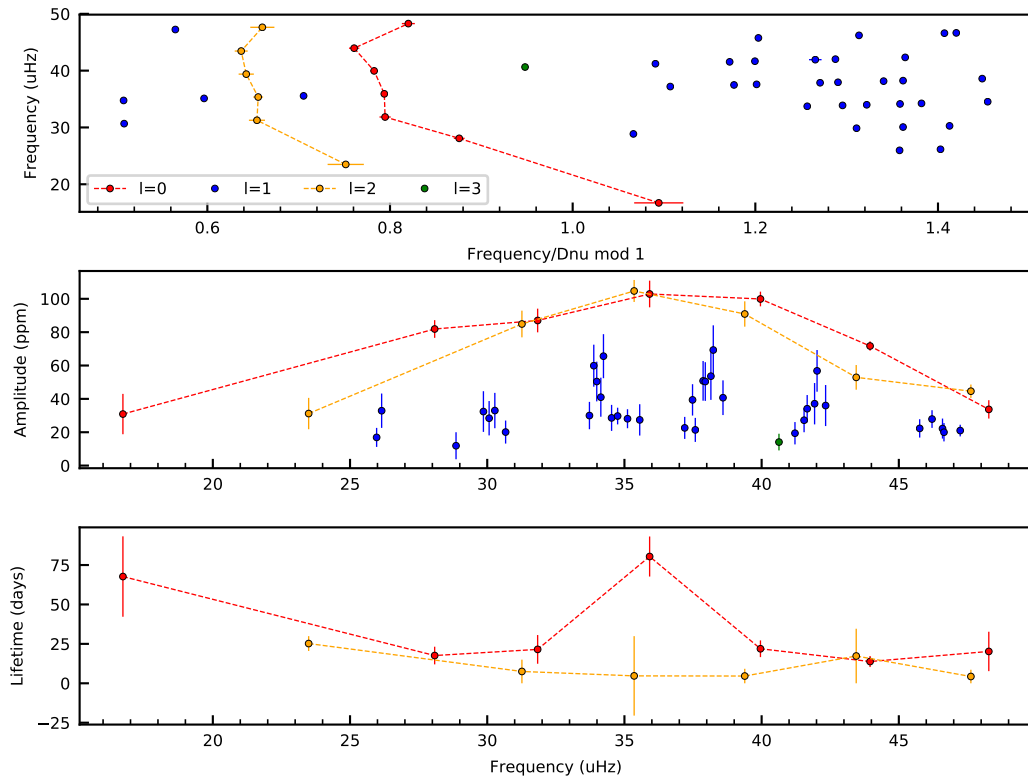 50
40
30
20
Frequency (uHz)
l=0 l=1 l=2 l=3
0.6 0.8 1.0 1.2 1.4
Frequency/Dnu mod 1
100
80
60
40
20
0
Amplitude (ppm)
20 25 30 35 40 45
75
50
25
0
−25
Lifetime (days)
20 25 30 35 40 45
Frequency (uHz)